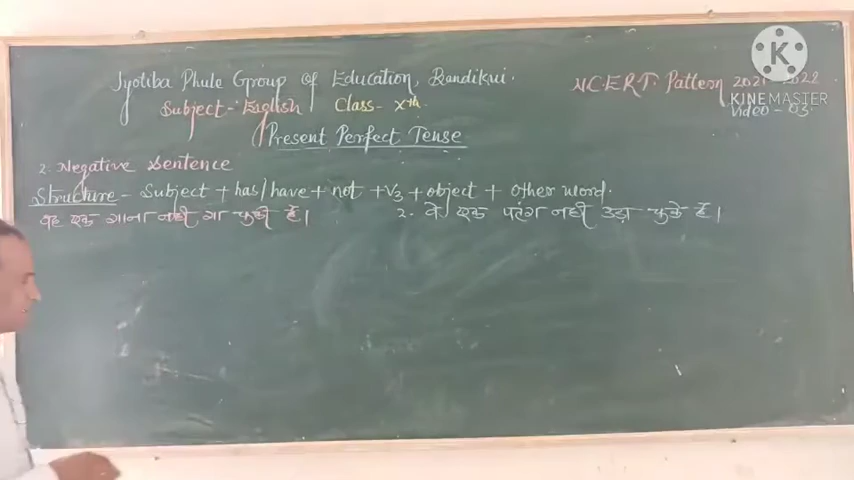 Jyotiba Phule Group of Education, Bandikui.
N.C.E.R.T. Pattern 2021-2022
KINEMASTER
Subject:- English | Class- Xth.
Video - 03.
Present Perfect Tense
2. Negative Sentence
Structure - Subject + has/have + not + V3 + object + other word.
वह एक गाना नहीं गा चुकी है। 2. वे एक पतंग नहीं उड़ा चुके हैं।